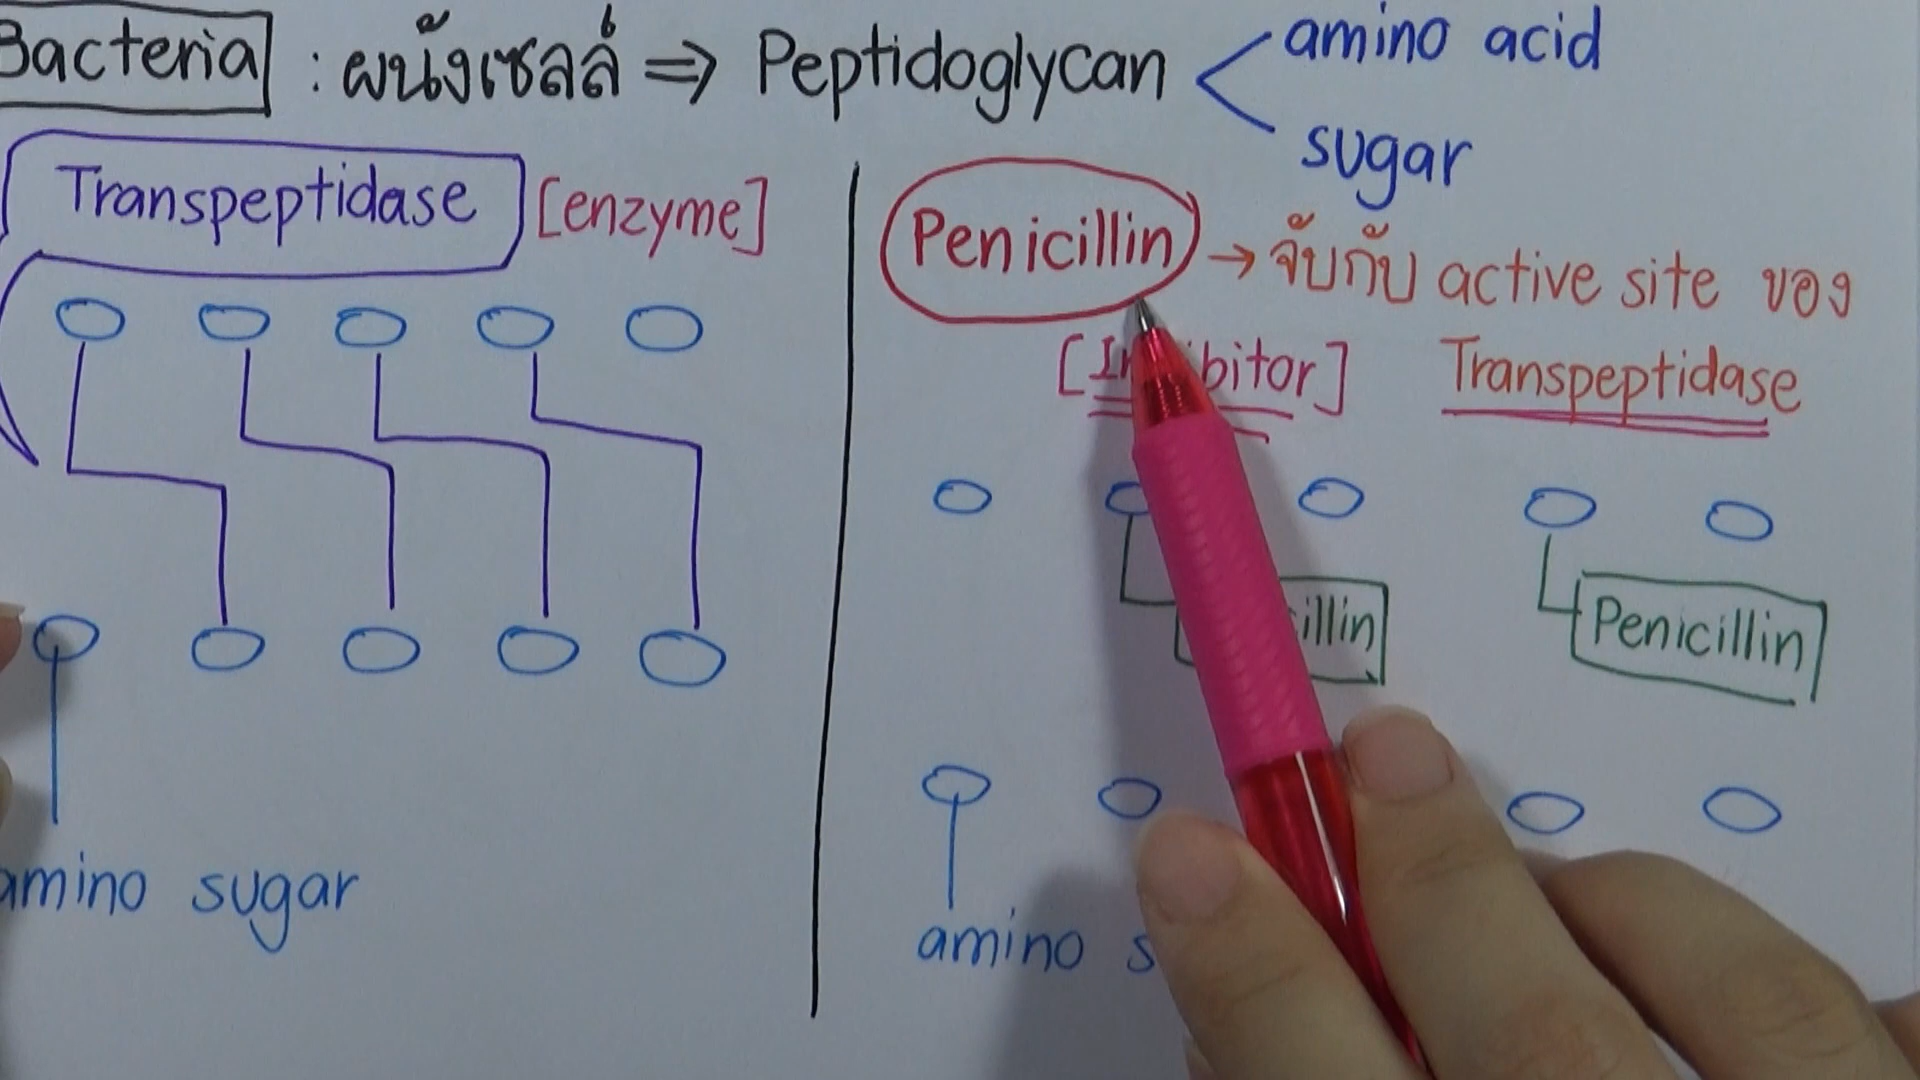 Bacteria : ผนังเซลล์ ⇒ Peptidoglycan
amino acid
sugar
Transpeptidase [enzyme]
Penicillin → จับกับ active site ของ
Transpeptidase
Penicillin
amino sugar
amino